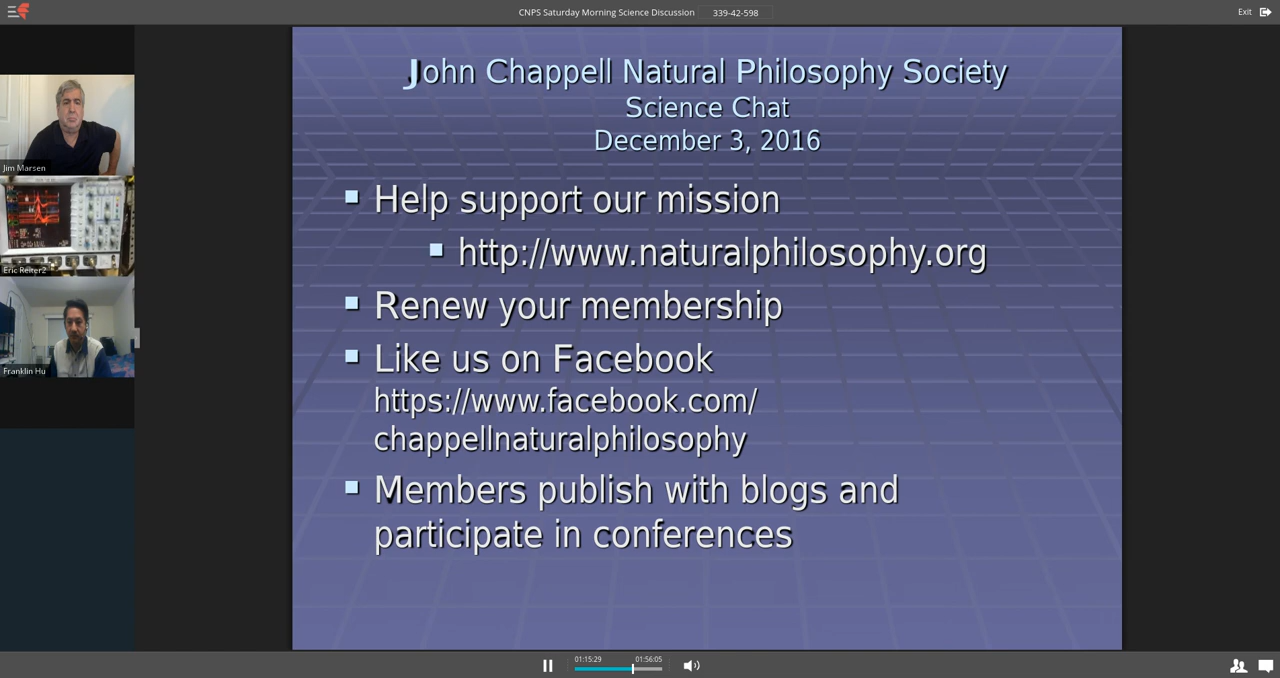 CNPS Saturday Morning Science Discussion 339-42-598
Exit
Jim Marsen
Eric Reiter2
Franklin Hu
John Chappell Natural Philosophy Society
Science Chat
December 3, 2016
Help support our mission
http://www.naturalphilosophy.org
Renew your membership
Like us on Facebook
https://www.facebook.com/
chappellnaturalphilosophy
Members publish with blogs and
participate in conferences
01:15:29 01:56:05